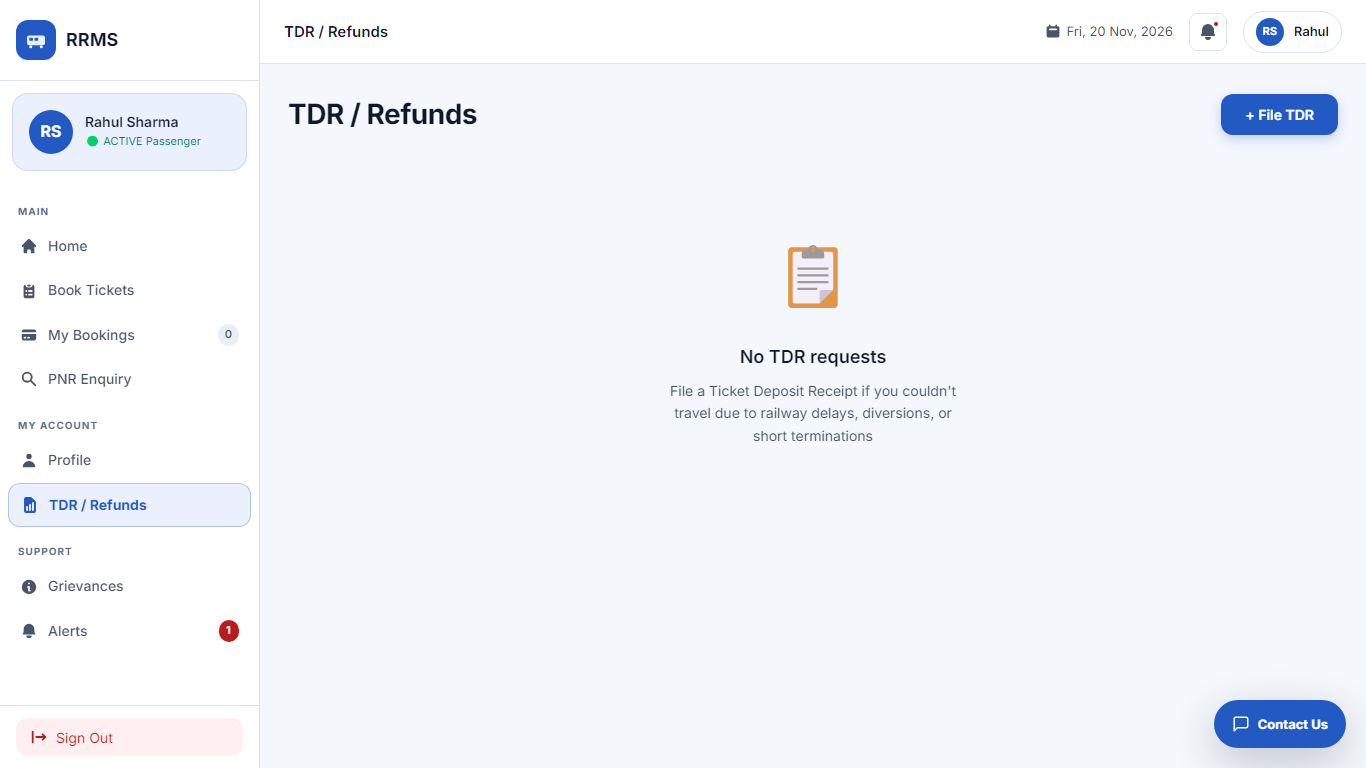 RRMS
TDR / Refunds
Fri, 20 Nov, 2026
RS
Rahul
RS
Rahul Sharma
ACTIVE Passenger
MAIN
Home
Book Tickets
My Bookings
0
PNR Enquiry
MY ACCOUNT
Profile
TDR / Refunds
SUPPORT
Grievances
Alerts
1
Sign Out
TDR / Refunds
+ File TDR
No TDR requests
File a Ticket Deposit Receipt if you couldn't
travel due to railway delays, diversions, or
short terminations
Contact Us